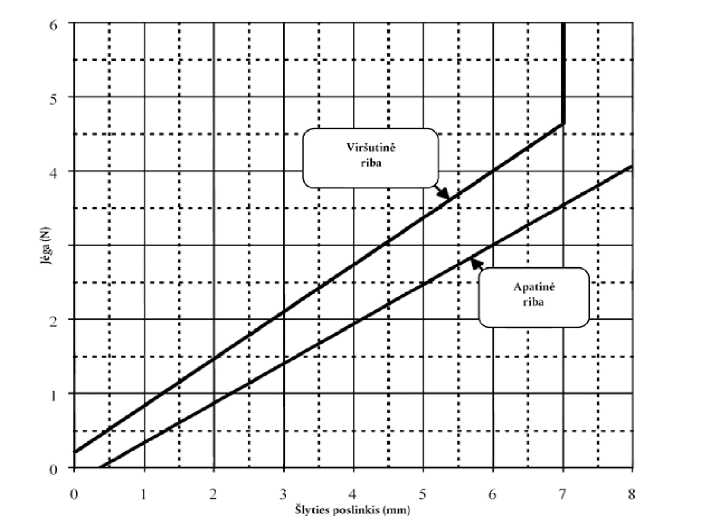 6
5
Viršutinė
riba
4
Jėga (N)
Apatinė
riba
2
1
0
0 1 2 3 4 5 6 7 8
Šlyties poslinkis (mm)